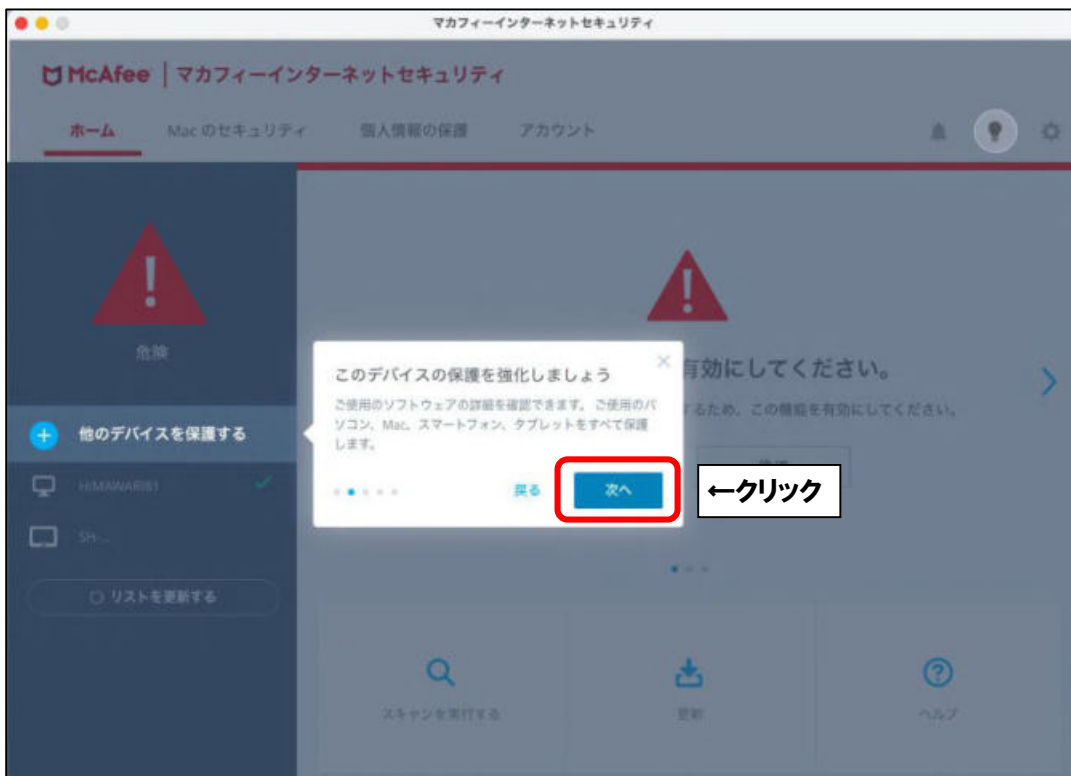 マカフィーインターネットセキュリティ
McAfee | マカフィーインターネットセキュリティ
ホーム Mac のセキュリティ 個人情報の保護 アカウント
危険
有効にしてください。
するため、この機能を有効にしてください。
このデバイスの保護を強化しましょう
ご使用のソフトウェアの詳細を確認できます。 ご使用のパ
ソコン、Mac、スマートフォン、タブレットをすべて保護
します。
戻る 次へ
←クリック
他のデバイスを保護する
HIMAWARI81
SH-...
リストを更新する
スキャンを実行する 更新 ヘルプ